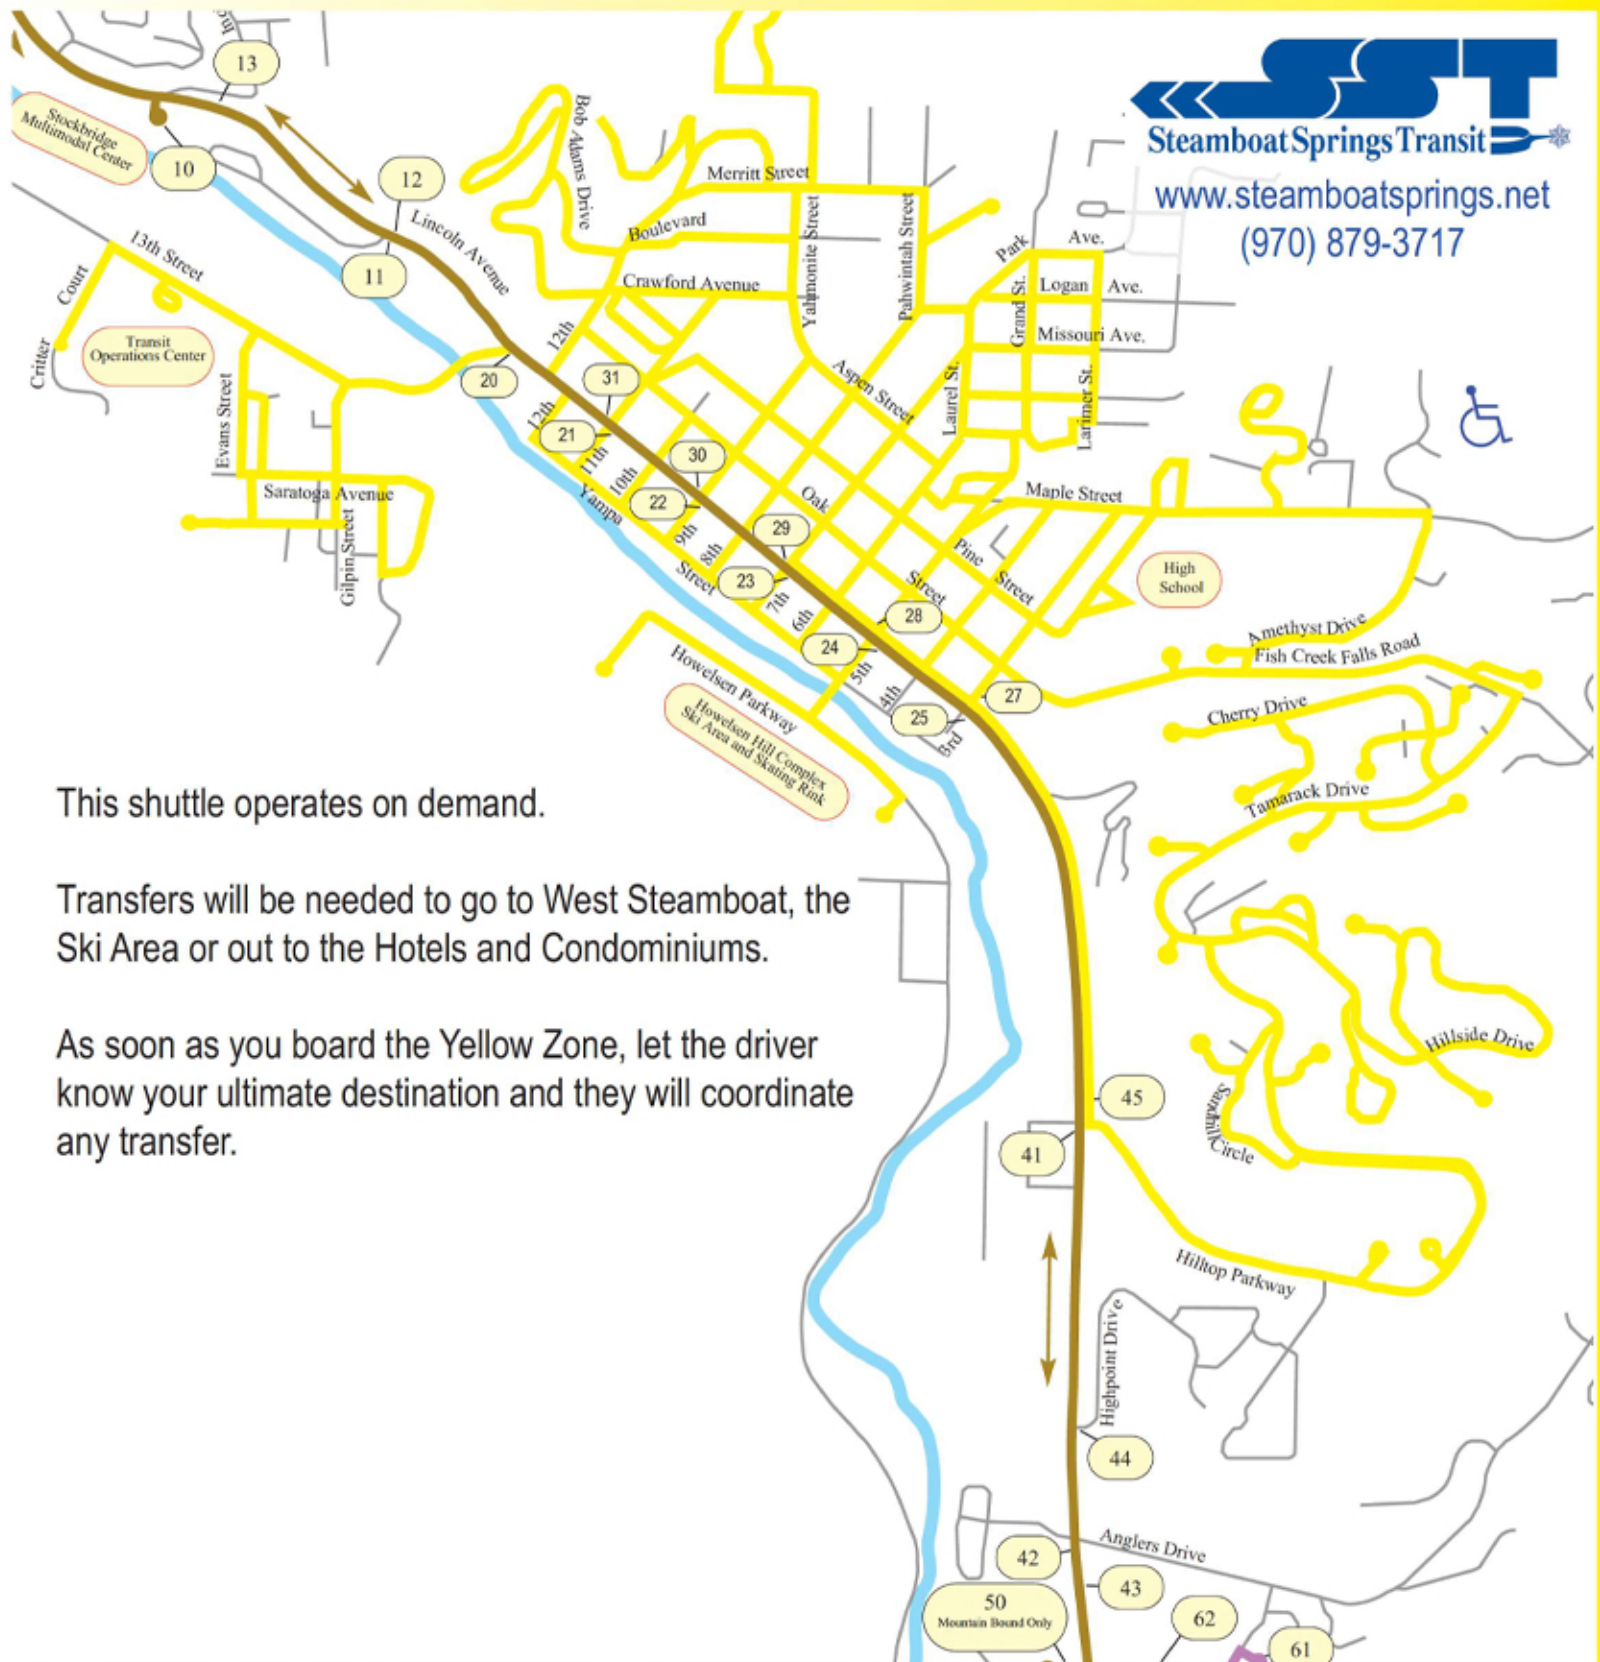 SST
Steamboat Springs Transit
www.steamboatsprings.net
(970) 879-3717
13
Stockbridge
Multimodal Center
10
12
11
Lincoln Avenue
Bob Adams Drive
Merritt Street
Boulevard
Crawford Avenue
Yahmonite Street
Pahwintah Street
Park
Ave.
Logan
Ave.
Grand St.
Missouri Ave.
Laurel St.
Larimer St.
Aspen Street
13th Street
Court
Critter
Transit
Operations Center
Evans Street
Saratoga Avenue
Gilpin Street
12th
20
31
12th
21
11th
30
10th
22
Yampa
Street
9th
8th
29
23
7th
6th
24
28
5th
4th
25
3rd
27
Oak
Street
Pine
Street
Maple Street
High
School
Howelsen Parkway
Howelsen Hill Complex
Ski Area and Skating Rink
Amethyst Drive
Fish Creek Falls Road
Cherry Drive
Tamarack Drive
Hillside Drive
Sandhill Circle
This shuttle operates on demand.
Transfers will be needed to go to West Steamboat, the
Ski Area or out to the Hotels and Condominiums.
As soon as you board the Yellow Zone, let the driver
know your ultimate destination and they will coordinate
any transfer.
45
41
Hilltop Parkway
Highpoint Drive
44
Anglers Drive
42
43
50
Mountain Bound Only
62
61